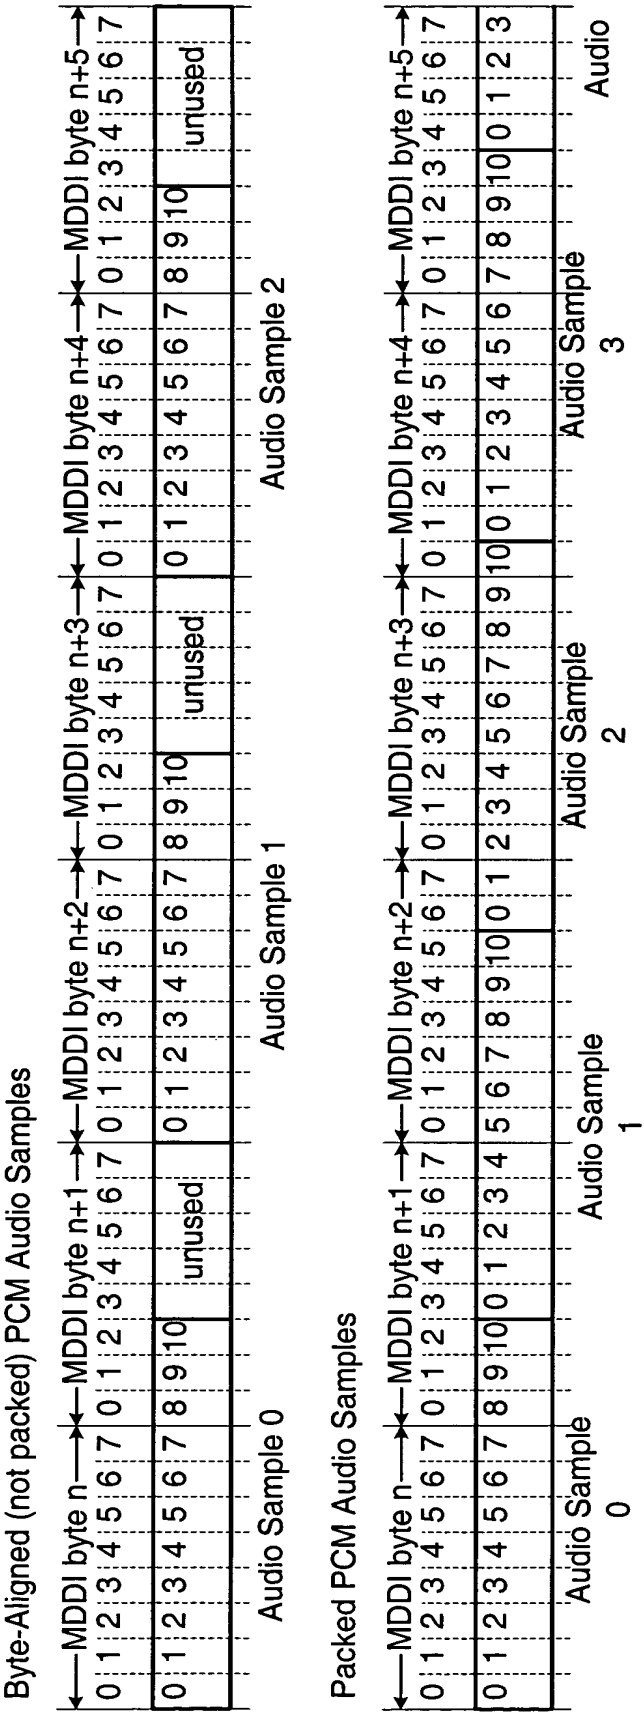 Byte-Aligned (not packed) PCM Audio Samples
MDDI byte n MDDI byte n+1 MDDI byte n+2 MDDI byte n+3 MDDI byte n+4 MDDI byte n+5
0 1 2 3 4 5 6 7 0 1 2 3 4 5 6 7 0 1 2 3 4 5 6 7 0 1 2 3 4 5 6 7 0 1 2 3 4 5 6 7 0 1 2 3 4 5 6 7
0 1 2 3 4 5 6 7 8 9 10 unused 0 1 2 3 4 5 6 7 8 9 10 unused 0 1 2 3 4 5 6 7 8 9 10 unused
Audio Sample 0 Audio Sample 1 Audio Sample 2
Packed PCM Audio Samples
MDDI byte n MDDI byte n+1 MDDI byte n+2 MDDI byte n+3 MDDI byte n+4 MDDI byte n+5
0 1 2 3 4 5 6 7 0 1 2 3 4 5 6 7 0 1 2 3 4 5 6 7 0 1 2 3 4 5 6 7 0 1 2 3 4 5 6 7 0 1 2 3 4 5 6 7
0 1 2 3 4 5 6 7 8 9 10 0 1 2 3 4 5 6 7 8 9 10 0 1 2 3 4 5 6 7 8 9 10 0 1 2 3 4 5 6 7 8 9 10 0 1 2 3
Audio Sample Audio Sample Audio Sample Audio Sample Audio
0 1 2 3